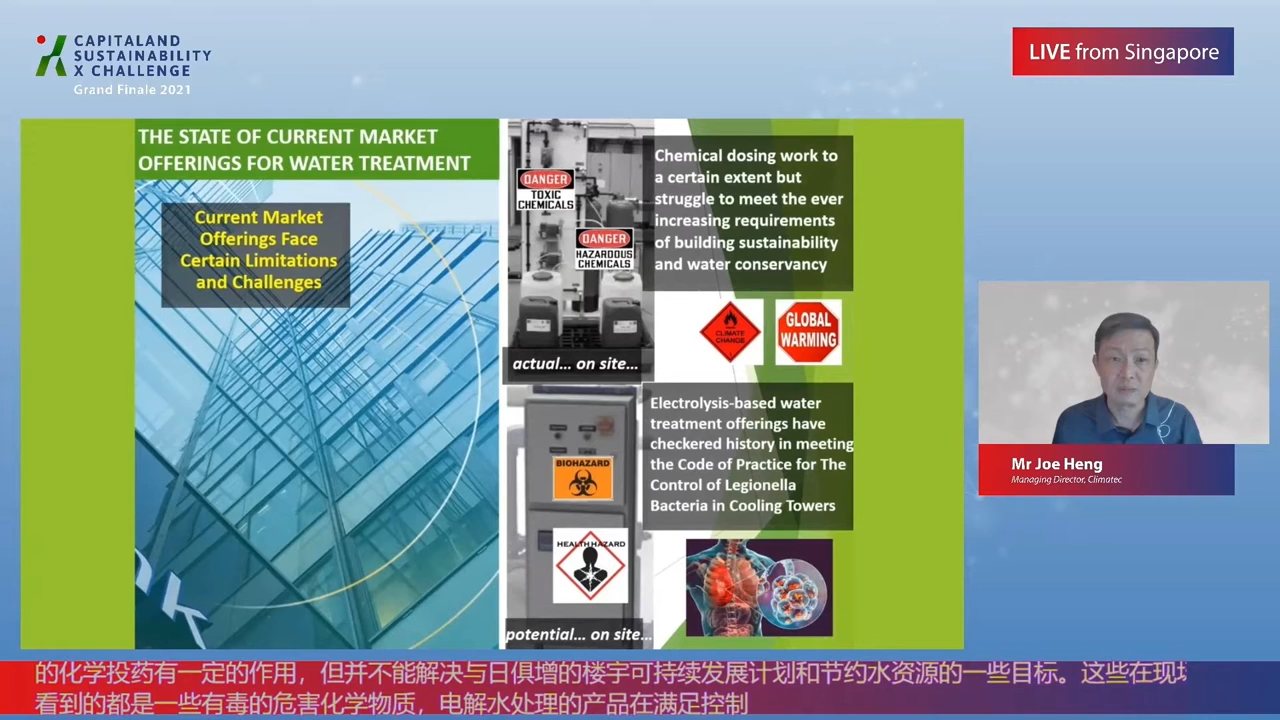 CAPITALAND
SUSTAINABILITY
X CHALLENGE
Grand Finale 2021
LIVE from Singapore
THE STATE OF CURRENT MARKET
OFFERINGS FOR WATER TREATMENT
Current Market
Offerings Face
Certain Limitations
and Challenges
DANGER
TOXIC
CHEMICALS
DANGER
HAZARDOUS
CHEMICALS
actual... on site...
Chemical dosing work to
a certain extent but
struggle to meet the ever
increasing requirements
of building sustainability
and water conservancy
CLIMATE
CHANGE
GLOBAL
WARMING
BIOHAZARD
HEALTH HAZARD
potential... on site...
Electrolysis-based water
treatment offerings have
checkered history in meeting
the Code of Practice for The
Control of Legionella
Bacteria in Cooling Towers
nk
Mr Joe Heng
Managing Director, Climatec
的化学投药有一定的作用，但并不能解决与日俱增的楼宇可持续发展计划和节约水资源的一些目标。这些在现场
看到的都是一些有毒的危害化学物质，电解水处理的产品在满足控制